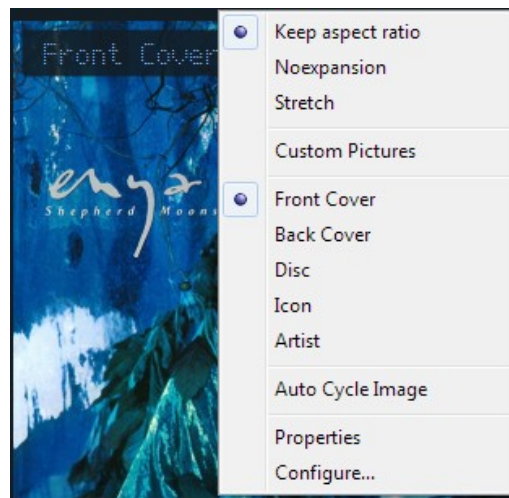 Front Cover
enya
Shepherd Moons
Keep aspect ratio
Noexpansion
Stretch
Custom Pictures
Front Cover
Back Cover
Disc
Icon
Artist
Auto Cycle Image
Properties
Configure...